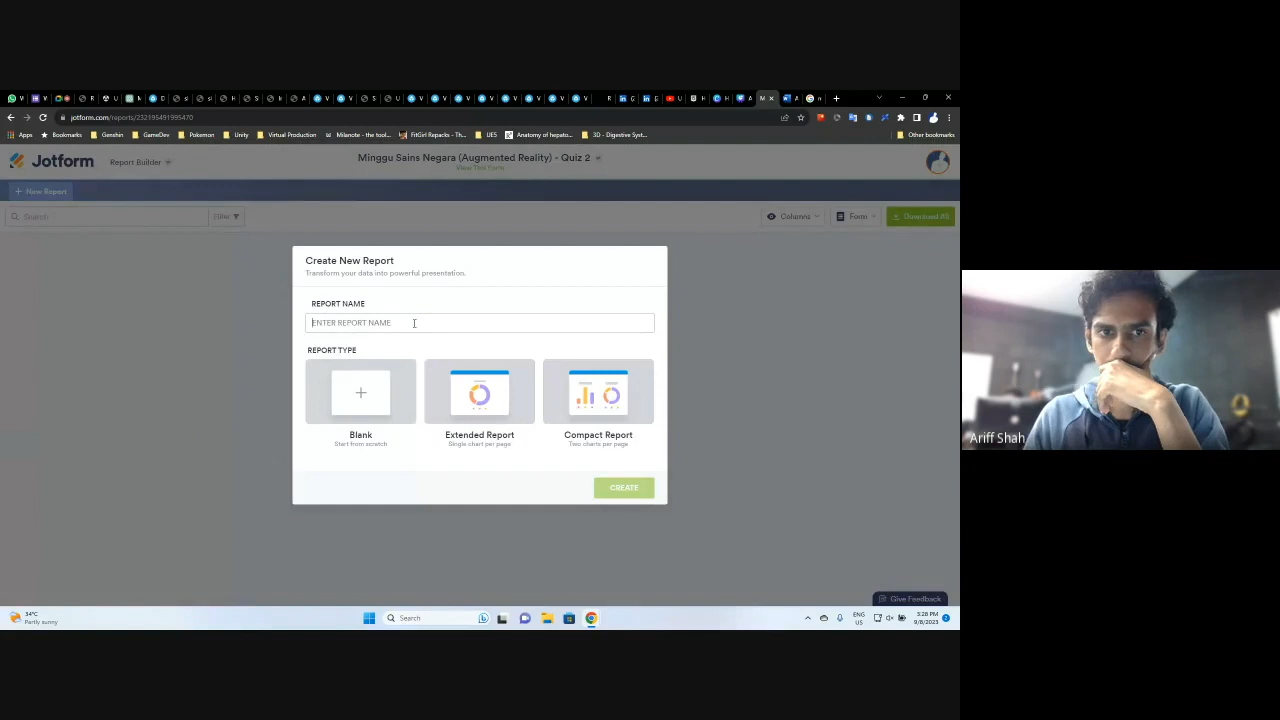 jotform.com/reports/232195491995470
Apps
Bookmarks
Genshin
GameDev
Pokemon
Unity
Virtual Production
Milanote - the tool...
FitGirl Repacks - Th...
UES
Anatomy of hepato...
3D - Digestive Syst...
Other bookmarks
Jotform
Report Builder
Minggu Sains Negara (Augmented Reality) - Quiz 2
View This Form
+ New Report
Search
Filter
Columns
Form
Download All
Create New Report
Transform your data into powerful presentation.
REPORT NAME
ENTER REPORT NAME
REPORT TYPE
Blank
Start from scratch
Extended Report
Single chart per page
Compact Report
Two charts per page
CREATE
Ariff Shah
Give Feedback
34°C
Partly sunny
Search
ENG
US
3:28 PM
9/8/2023